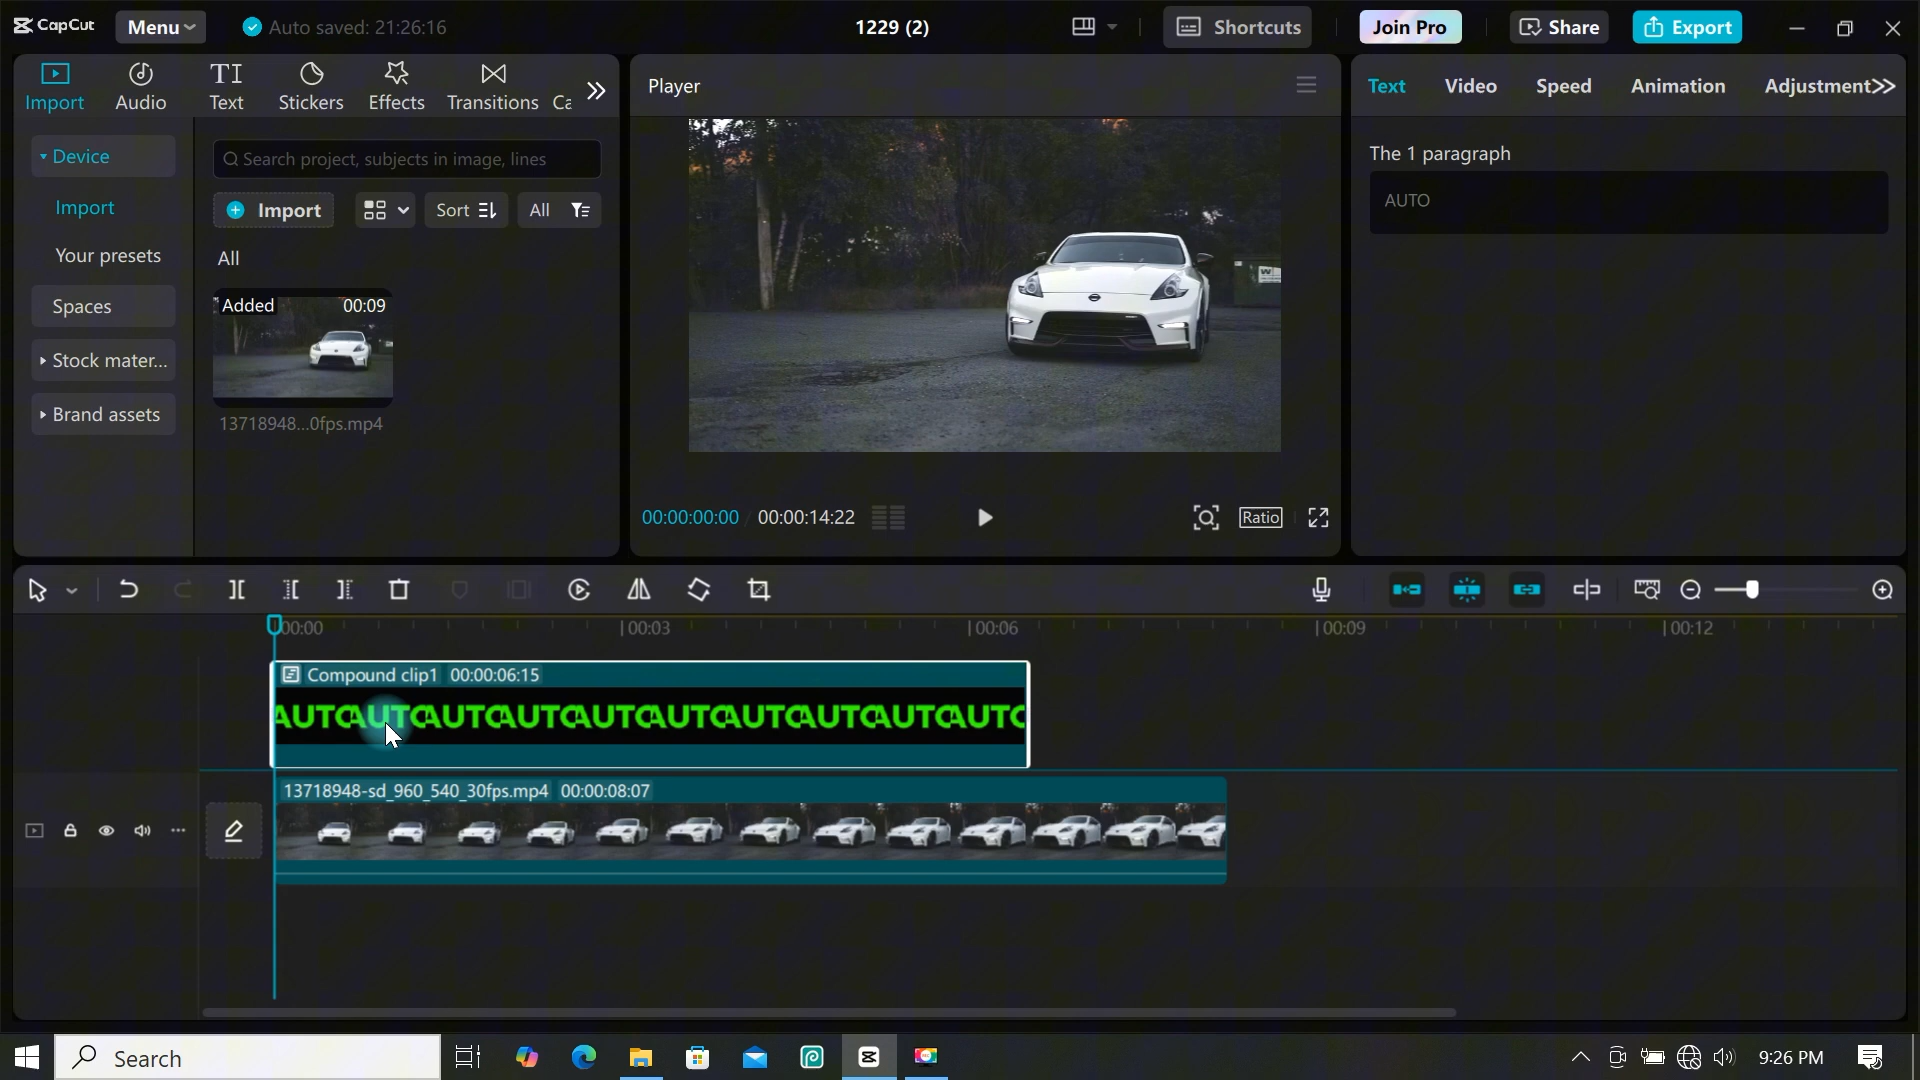 CapCut
Menu
Auto saved: 21:26:16
1229 (2)
Shortcuts
Join Pro
Share
Export
Import
Audio
TI
Text
Stickers
Effects
Transitions
Ca
Player
Text
Video
Speed
Animation
Adjustment
Device
Search project, subjects in image, lines
The 1 paragraph
Import
Import
Sort
All
AUTO
Your presets
All
Spaces
Added
00:09
Stock mater...
Brand assets
13718948...0fps.mp4
00:00:00:00 / 00:00:14:22
Ratio
00:00
00:03
00:06
00:09
00:12
Compound clip1 00:00:06:15
AUTOAUTOAUTOAUTOAUTOAUTOAUTOAUTOAUTOAUTO
13718948-sd_960_540_30fps.mp4 00:00:08:07
Search
9:26 PM